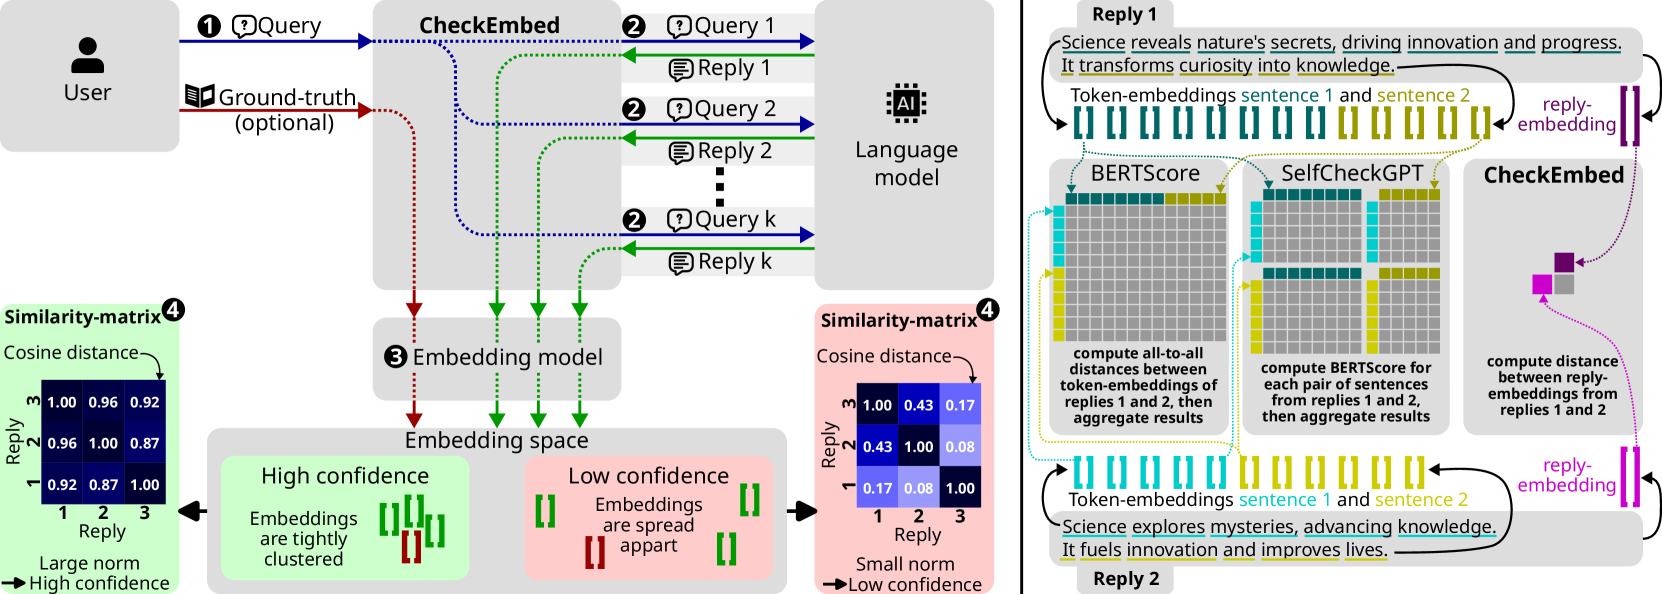 User
1 Query
Ground-truth
(optional)
CheckEmbed
2 Query 1
Reply 1
2 Query 2
Reply 2
2 Query k
Reply k
AI
Language
model
3 Embedding model
Embedding space
High confidence
Embeddings
are tightly
clustered
Low confidence
Embeddings
are spread
appart
4
Similarity-matrix
Cosine distance
Reply
3 1.00 0.96 0.92
2 0.96 1.00 0.87
1 0.92 0.87 1.00
1 2 3
Reply
Large norm
High confidence
4
Similarity-matrix
Cosine distance
Reply
3 1.00 0.43 0.17
2 0.43 1.00 0.08
1 0.17 0.08 1.00
1 2 3
Reply
Small norm
Low confidence
Reply 1
Science reveals nature's secrets, driving innovation and progress.
It transforms curiosity into knowledge.
Token-embeddings sentence 1 and sentence 2
reply-
embedding
BERTScore
compute all-to-all
distances between
token-embeddings of
replies 1 and 2, then
aggregate results
SelfCheckGPT
compute BERTScore for
each pair of sentences
from replies 1 and 2,
then aggregate results
CheckEmbed
compute distance
between reply-
embeddings from
replies 1 and 2
reply-
embedding
Token-embeddings sentence 1 and sentence 2
Science explores mysteries, advancing knowledge.
It fuels innovation and improves lives.
Reply 2